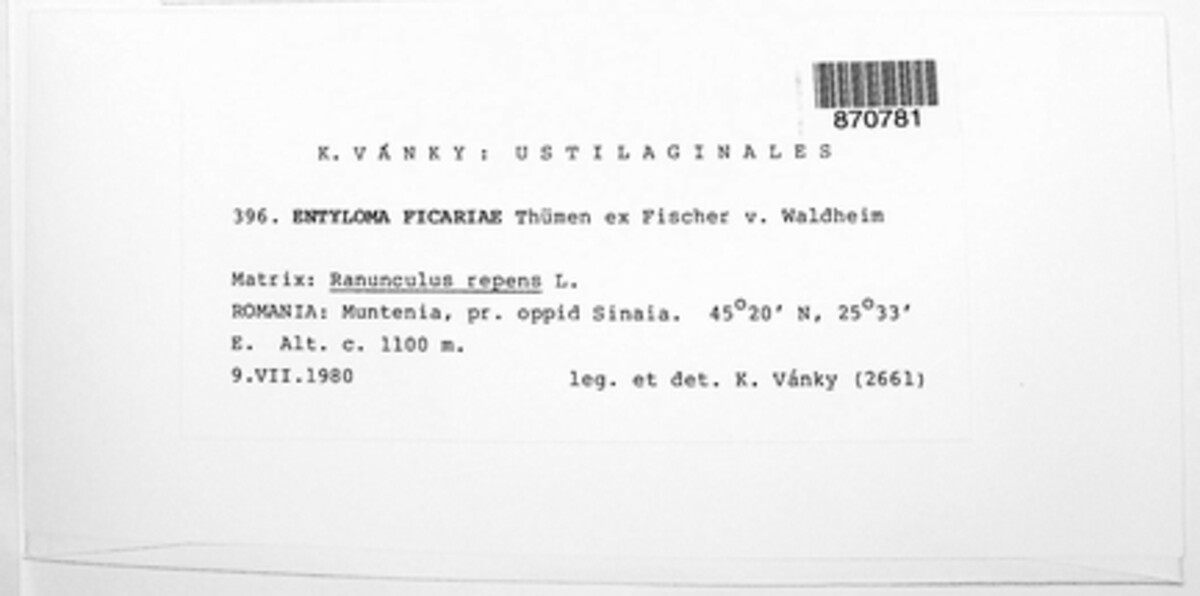 870781
K. VÁNKY: USTILAGINALES
396. ENTYLOMA FICARIAE Thümen ex Fischer v. Waldheim
Matrix: Ranunculus repens L.
ROMANIA: Muntenia, pr. oppid Sinaia. 45°20' N, 25°33'
E. Alt. c. 1100 m.
9.VII.1980 leg. et det. K. Vánky (2661)